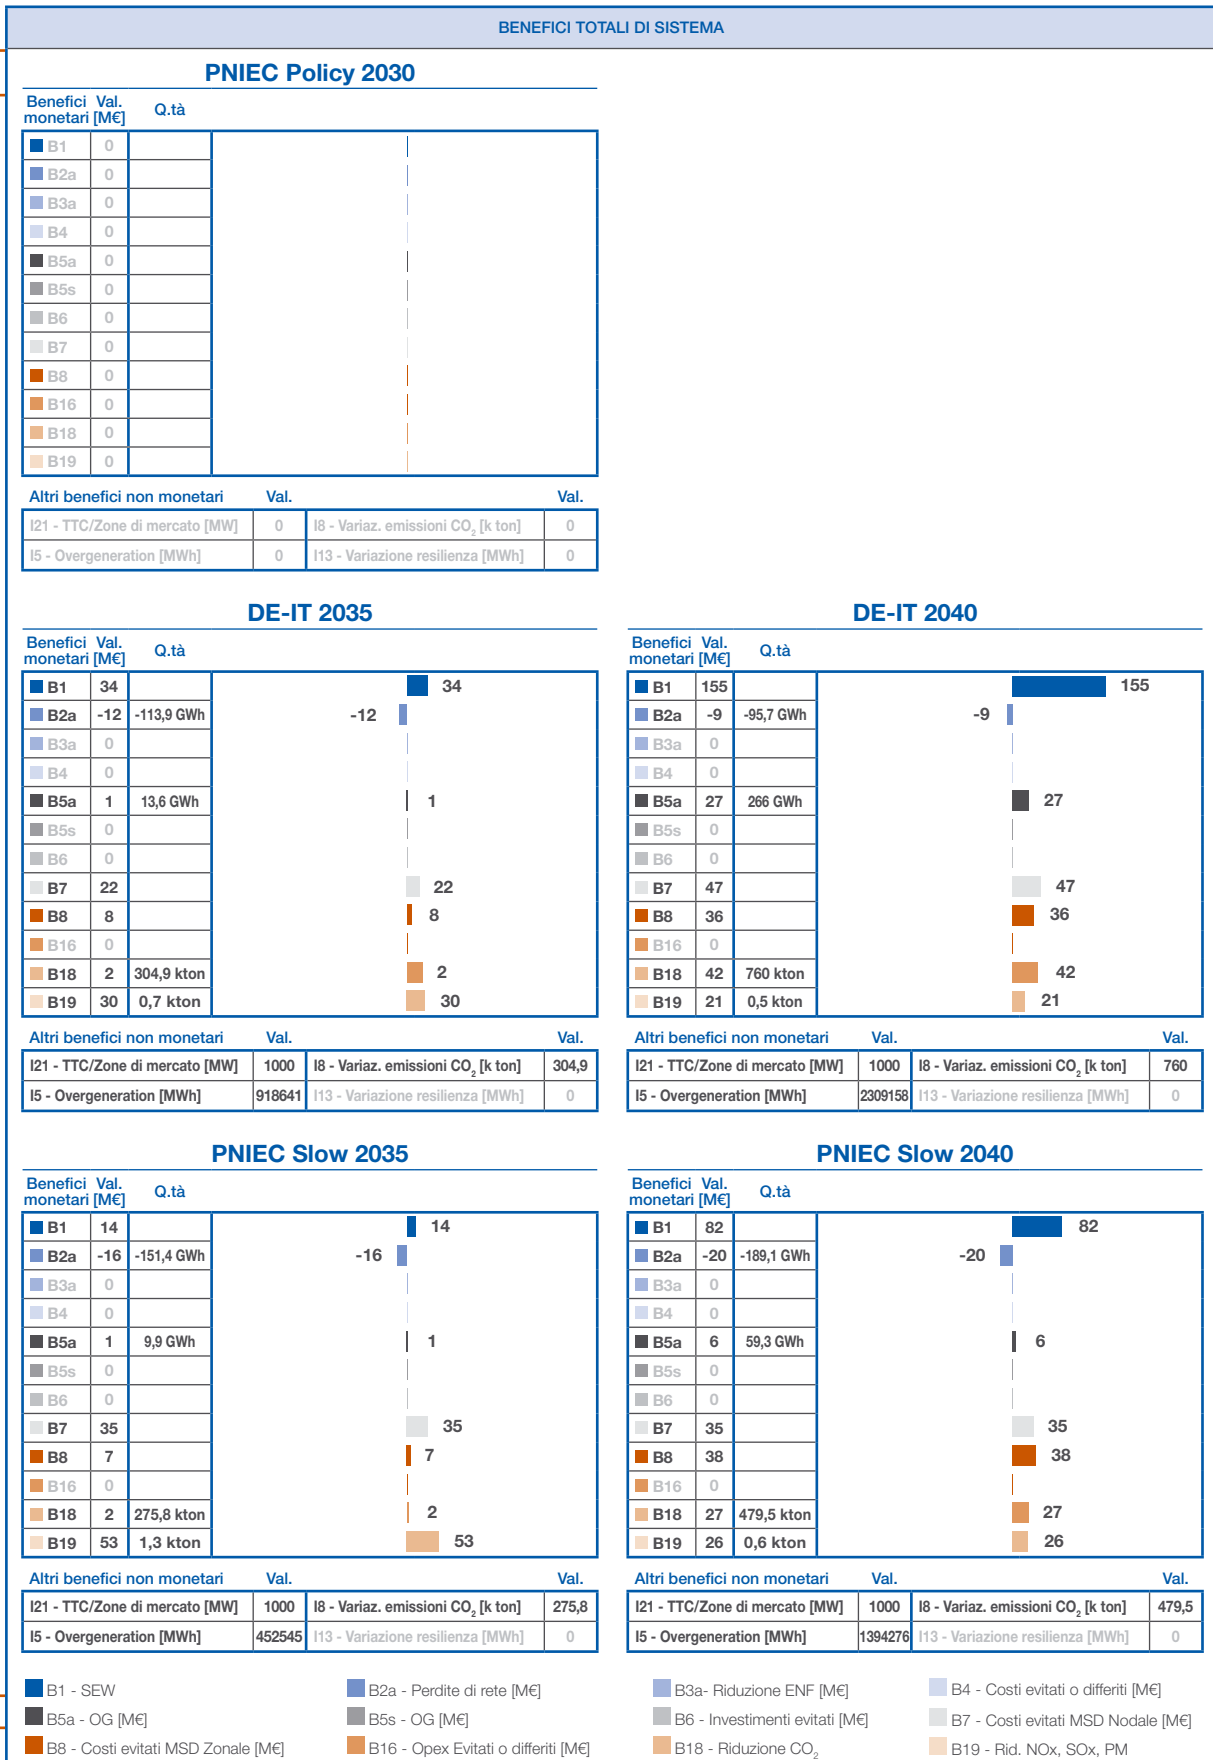 BENEFICI TOTALI DI SISTEMA
PNIEC Policy 2030
Benefici monetari Val. [M€] Q.tà
B1 0
B2a 0
B3a 0
B4 0
B5a 0
B5s 0
B6 0
B7 0
B8 0
B16 0
B18 0
B19 0
Altri benefici non monetari Val. Val.
I21 - TTC/Zone di mercato [MW] 0 I8 - Variaz. emissioni CO₂ [k ton] 0
I5 - Overgeneration [MWh] 0 I13 - Variazione resilienza [MWh] 0
DE-IT 2035
Benefici monetari Val. [M€] Q.tà
B1 34 34
B2a -12 -113,9 GWh -12
B3a 0
B4 0
B5a 1 13,6 GWh 1
B5s 0
B6 0
B7 22 22
B8 8 8
B16 0
B18 2 304,9 kton 2
B19 30 0,7 kton 30
Altri benefici non monetari Val. Val.
I21 - TTC/Zone di mercato [MW] 1000 I8 - Variaz. emissioni CO₂ [k ton] 304,9
I5 - Overgeneration [MWh] 918641 I13 - Variazione resilienza [MWh] 0
DE-IT 2040
Benefici monetari Val. [M€] Q.tà
B1 155 155
B2a -9 -95,7 GWh -9
B3a 0
B4 0
B5a 27 266 GWh 27
B5s 0
B6 0
B7 47 47
B8 36 36
B16 0
B18 42 760 kton 42
B19 21 0,5 kton 21
Altri benefici non monetari Val. Val.
I21 - TTC/Zone di mercato [MW] 1000 I8 - Variaz. emissioni CO₂ [k ton] 760
I5 - Overgeneration [MWh] 2309158 I13 - Variazione resilienza [MWh] 0
PNIEC Slow 2035
Benefici monetari Val. [M€] Q.tà
B1 14 14
B2a -16 -151,4 GWh -16
B3a 0
B4 0
B5a 1 9,9 GWh 1
B5s 0
B6 0
B7 35 35
B8 7 7
B16 0
B18 2 275,8 kton 2
B19 53 1,3 kton 53
Altri benefici non monetari Val. Val.
I21 - TTC/Zone di mercato [MW] 1000 I8 - Variaz. emissioni CO₂ [k ton] 275,8
I5 - Overgeneration [MWh] 452545 I13 - Variazione resilienza [MWh] 0
PNIEC Slow 2040
Benefici monetari Val. [M€] Q.tà
B1 82 82
B2a -20 -189,1 GWh -20
B3a 0
B4 0
B5a 6 59,3 GWh 6
B5s 0
B6 0
B7 35 35
B8 38 38
B16 0
B18 27 479,5 kton 27
B19 26 0,6 kton 26
Altri benefici non monetari Val. Val.
I21 - TTC/Zone di mercato [MW] 1000 I8 - Variaz. emissioni CO₂ [k ton] 479,5
I5 - Overgeneration [MWh] 1394276 I13 - Variazione resilienza [MWh] 0
B1 - SEW B2a - Perdite di rete [M€] B3a- Riduzione ENF [M€] B4 - Costi evitati o differiti [M€]
B5a - OG [M€] B5s - OG [M€] B6 - Investimenti evitati [M€] B7 - Costi evitati MSD Nodale [M€]
B8 - Costi evitati MSD Zonale [M€] B16 - Opex Evitati o differiti [M€] B18 - Riduzione CO₂ B19 - Rid. NOx, SOx, PM